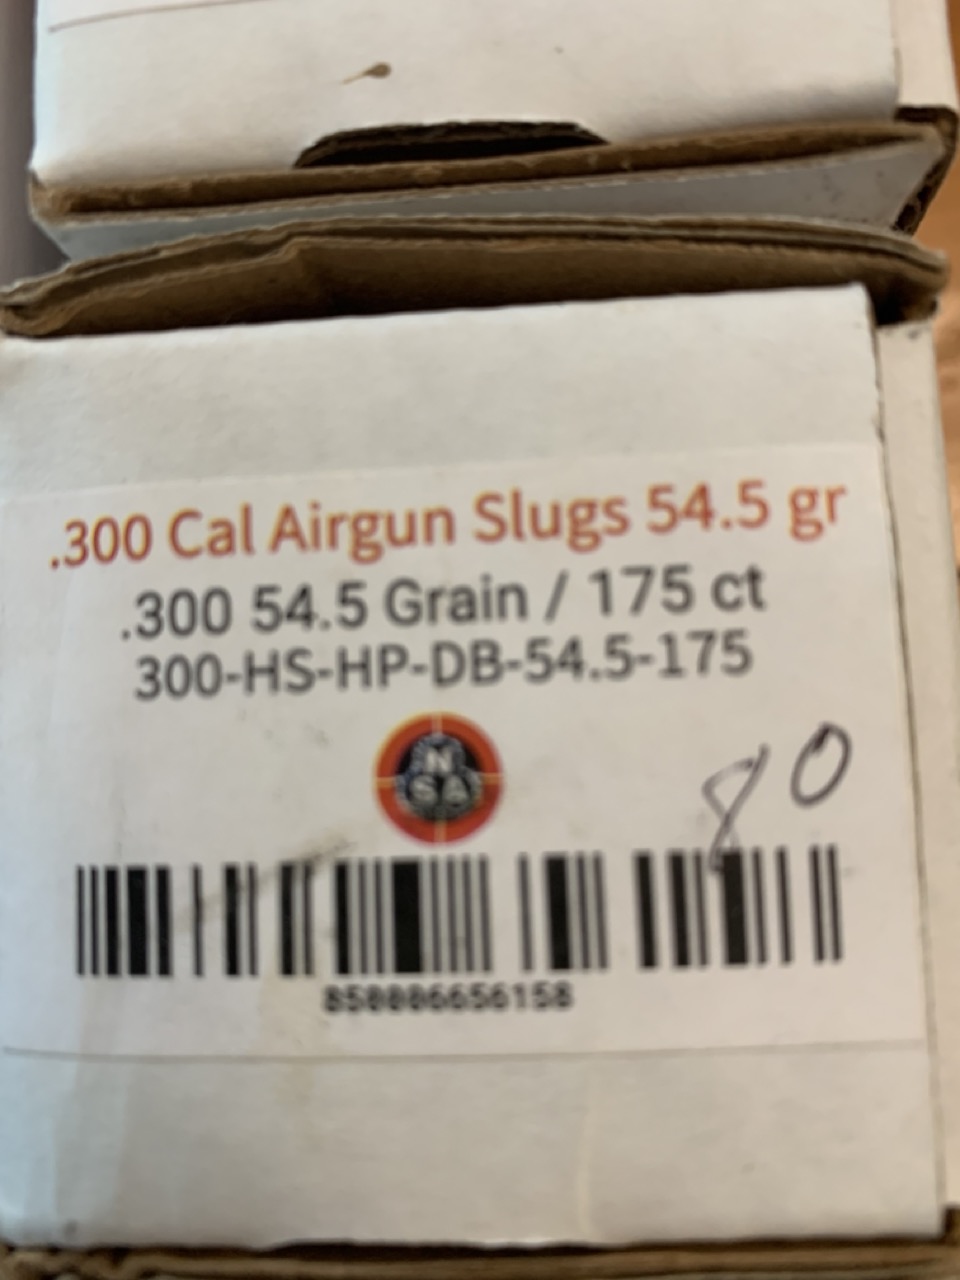 .300 Cal Airgun Slugs 54.5 gr
.300 54.5 Grain / 175 ct
300-HS-HP-DB-54.5-175
N
SA
80
850006656158